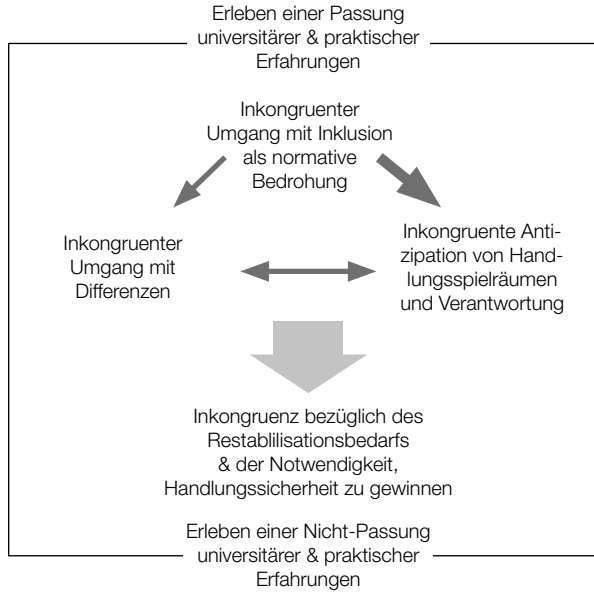 Erleben einer Passung
universitärer & praktischer
Erfahrungen
Inkongruenter
Umgang mit Inklusion
als normative
Bedrohung
Inkongruenter
Umgang mit
Differenzen
Inkongruente Anti-
zipation von Hand-
lungsspielräumen
und Verantwortung
Inkongruenz bezüglich des
Restablilisationsbedarfs
& der Notwendigkeit,
Handlungssicherheit zu gewinnen
Erleben einer Nicht-Passung
universitärer & praktischer
Erfahrungen